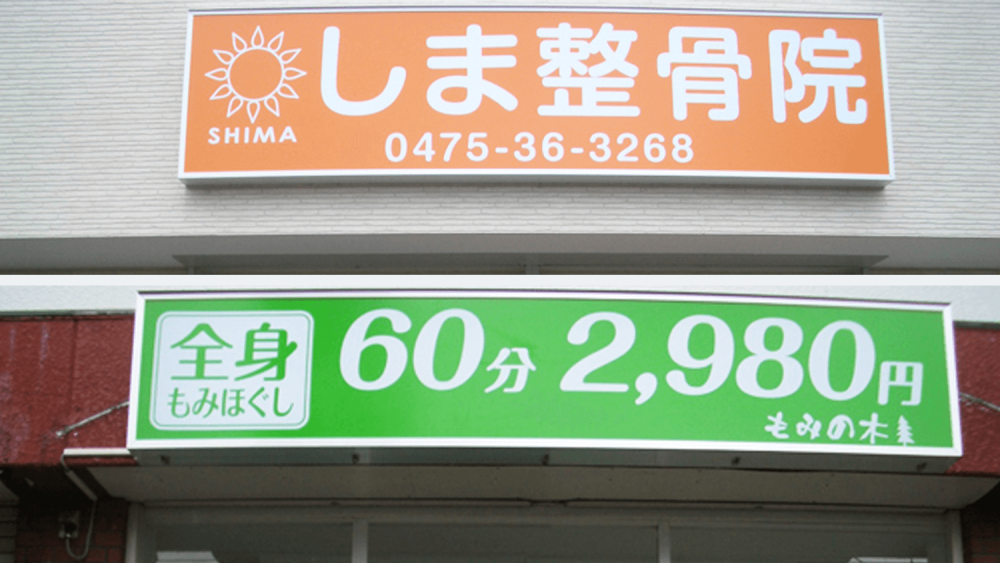 しま整骨院
SHIMA
0475-36-3268
全身
もみほぐし
60分 2,980円
もみの木